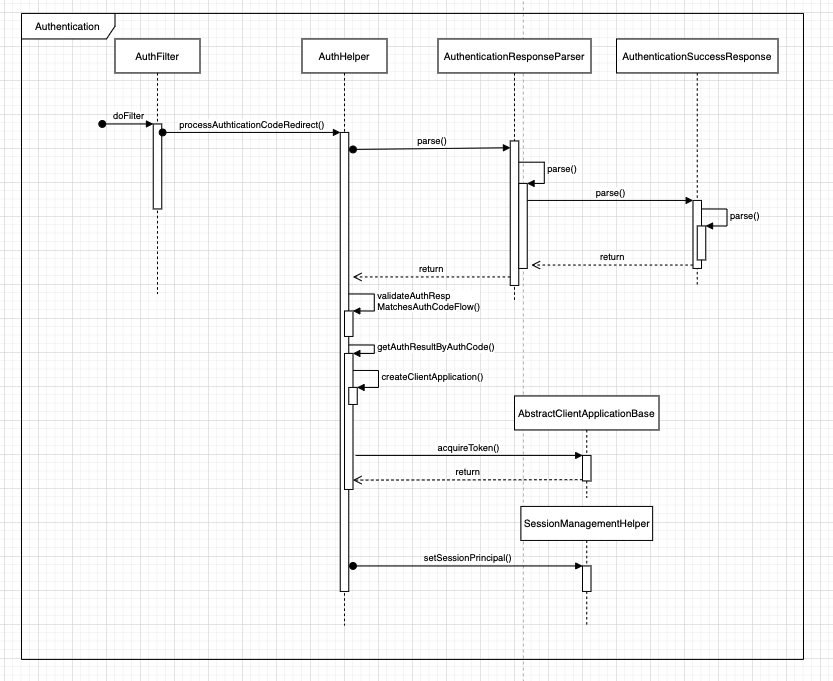 Authentication
AuthFilter
AuthHelper
AuthenticationResponseParser
AuthenticationSuccessResponse
doFilter
processAuthticationCodeRedirect()
parse()
parse()
parse()
parse()
return
return
validateAuthResp
MatchesAuthCodeFlow()
getAuthResultByAuthCode()
createClientApplication()
AbstractClientApplicationBase
acquireToken()
return
SessionManagementHelper
setSessionPrincipal()